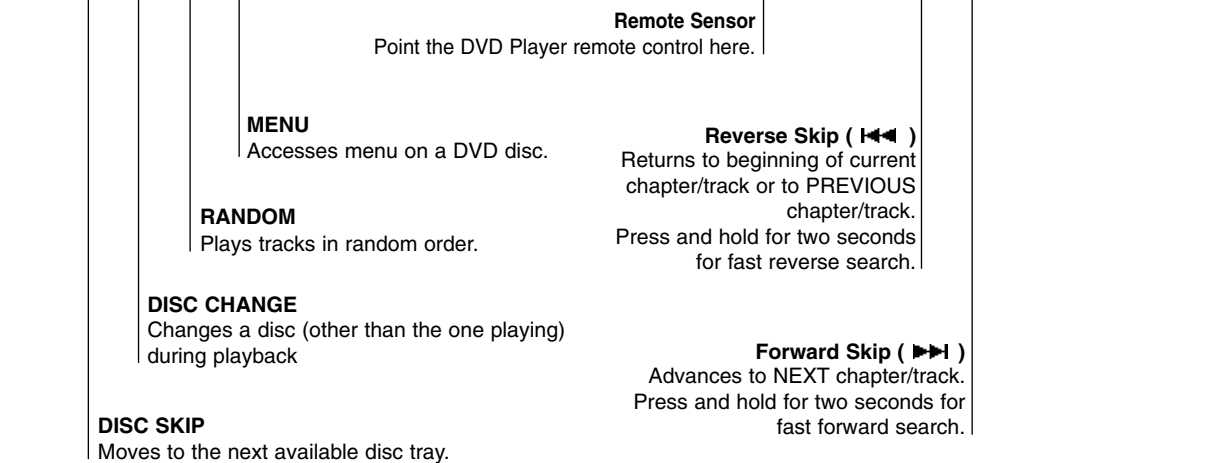 Remote Sensor
Point the DVD Player remote control here.
MENU
Accesses menu on a DVD disc.
Reverse Skip ( ⏮ )
Returns to beginning of current
chapter/track or to PREVIOUS
chapter/track.
Press and hold for two seconds
for fast reverse search.
RANDOM
Plays tracks in random order.
DISC CHANGE
Changes a disc (other than the one playing)
during playback
Forward Skip ( ⏭ )
Advances to NEXT chapter/track.
Press and hold for two seconds for
fast forward search.
DISC SKIP
Moves to the next available disc tray.